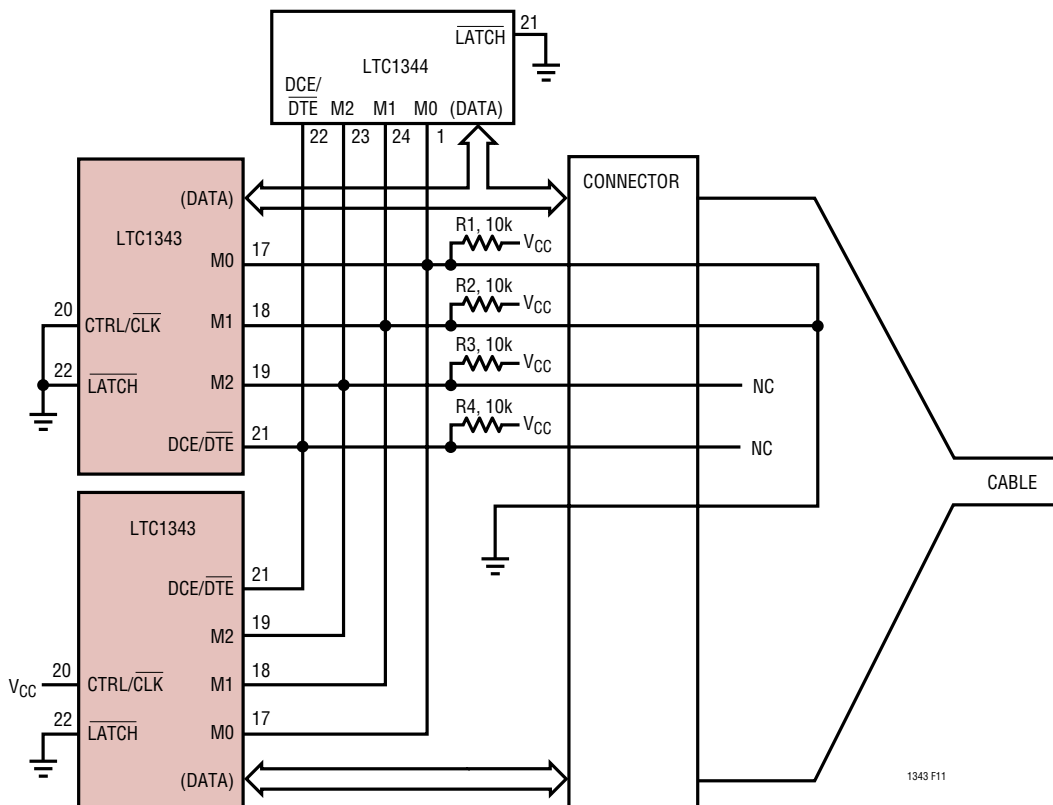 21
LATCH
LTC1344
DCE/
DTE M2 M1 M0 (DATA)
22 23 24 1
(DATA)
LTC1343
CONNECTOR
R1, 10k
VCC
17
M0
R2, 10k
VCC
20
CTRL/CLK
18
M1
R3, 10k
VCC
22
LATCH
19
M2
NC
R4, 10k
VCC
21
DCE/DTE
NC
CABLE
LTC1343
21
DCE/DTE
19
M2
VCC
20
CTRL/CLK
18
M1
22
LATCH
17
M0
(DATA)
1343 F11